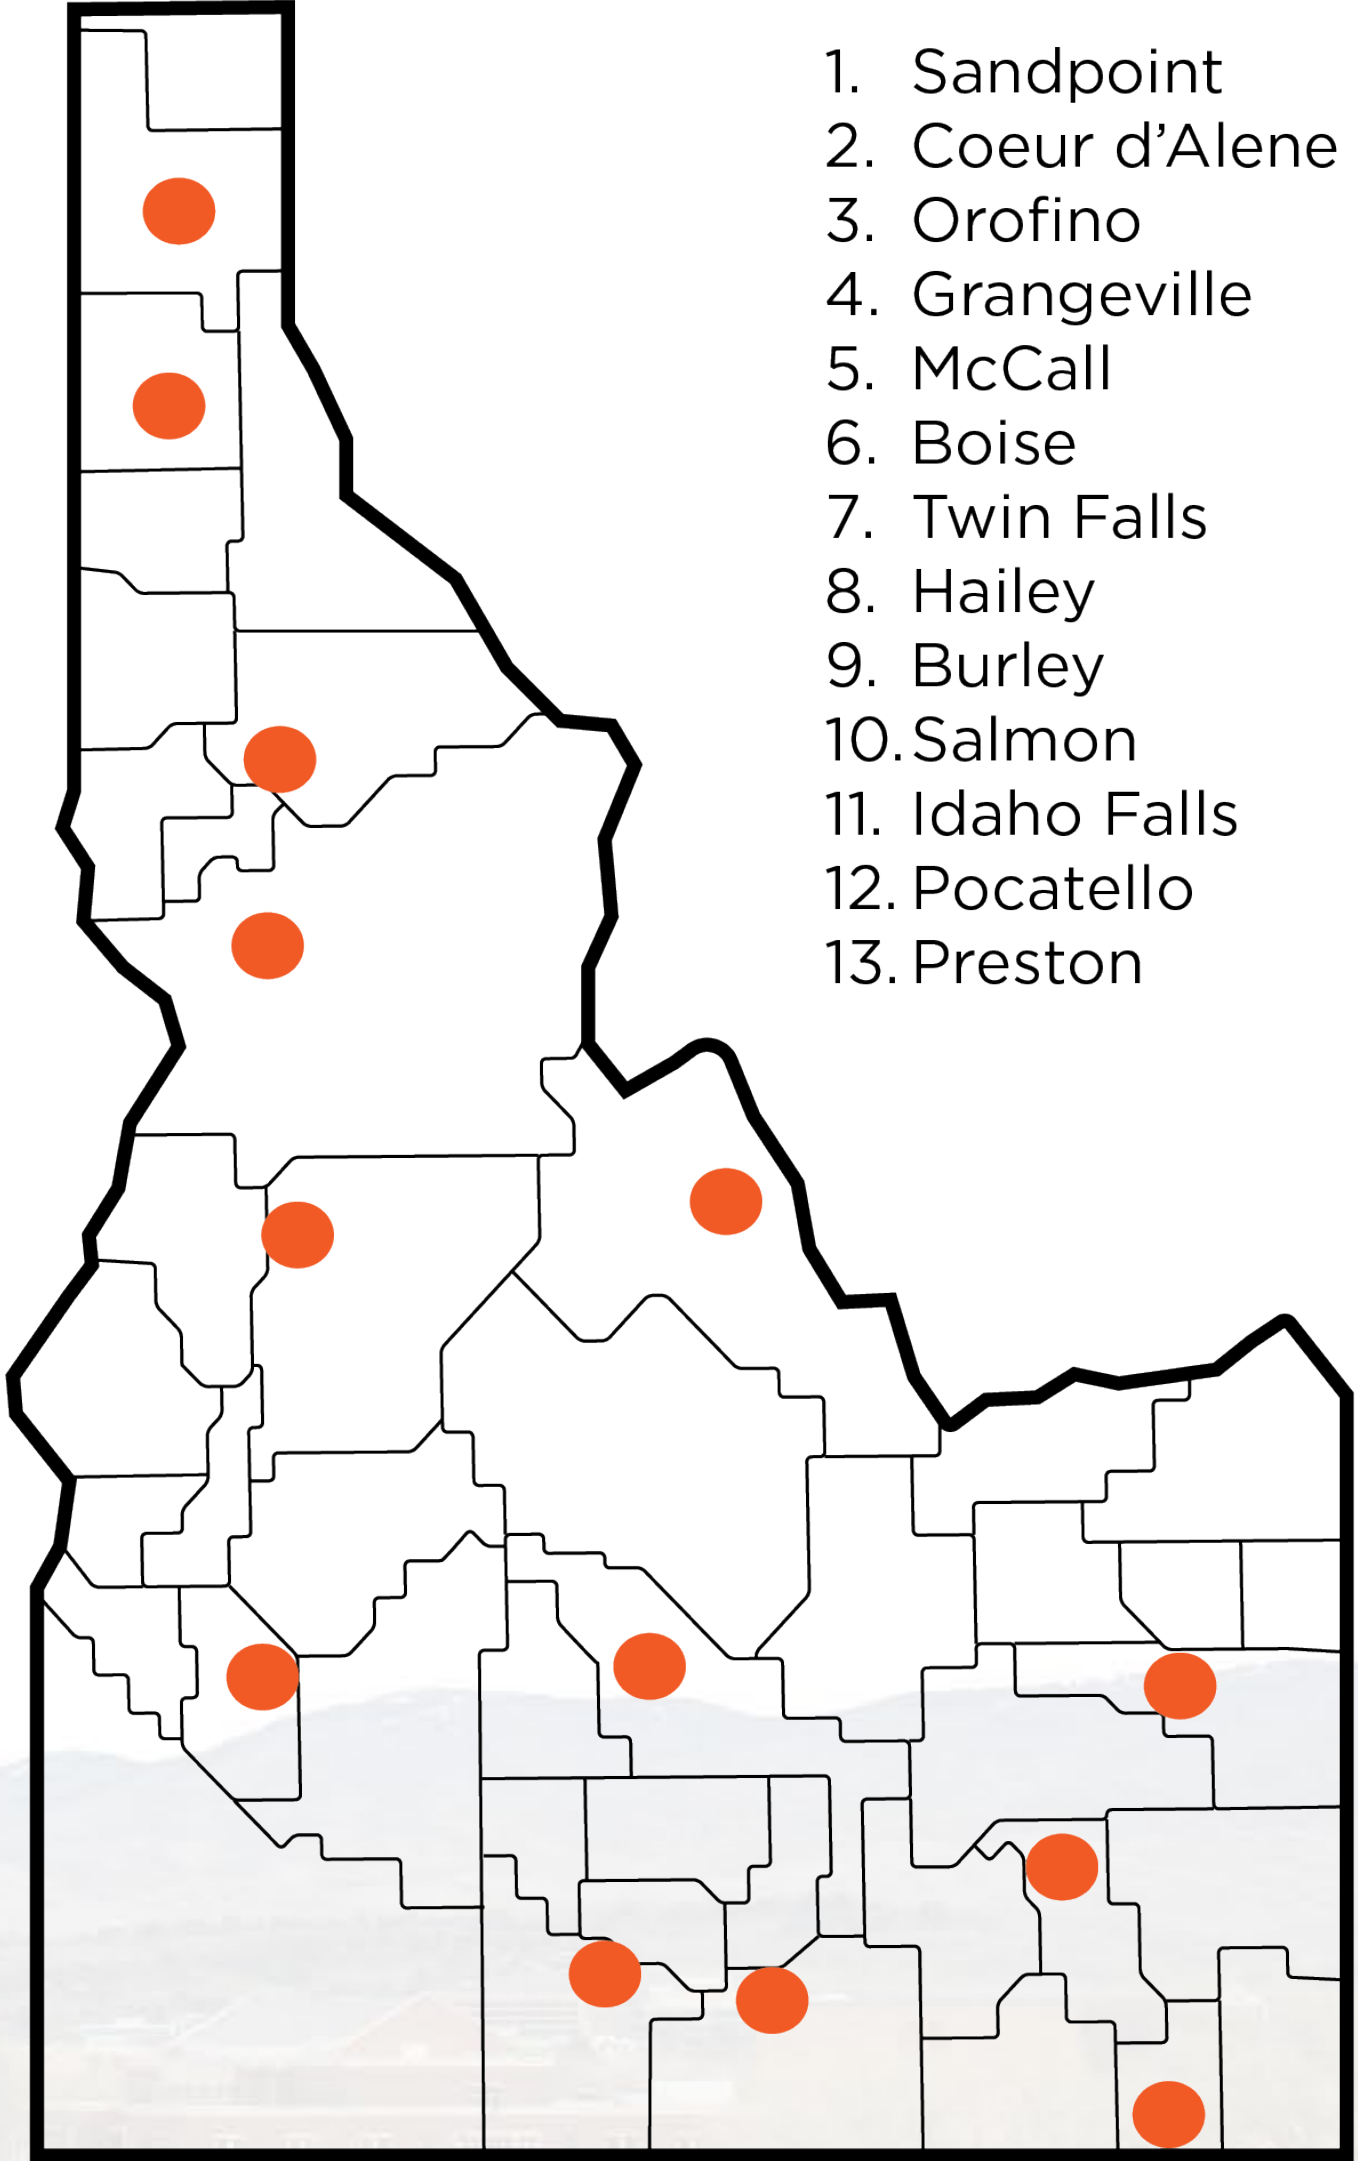 1. Sandpoint
2. Coeur d’Alene
3. Orofino
4. Grangeville
5. McCall
6. Boise
7. Twin Falls
8. Hailey
9. Burley
10. Salmon
11. Idaho Falls
12. Pocatello
13. Preston